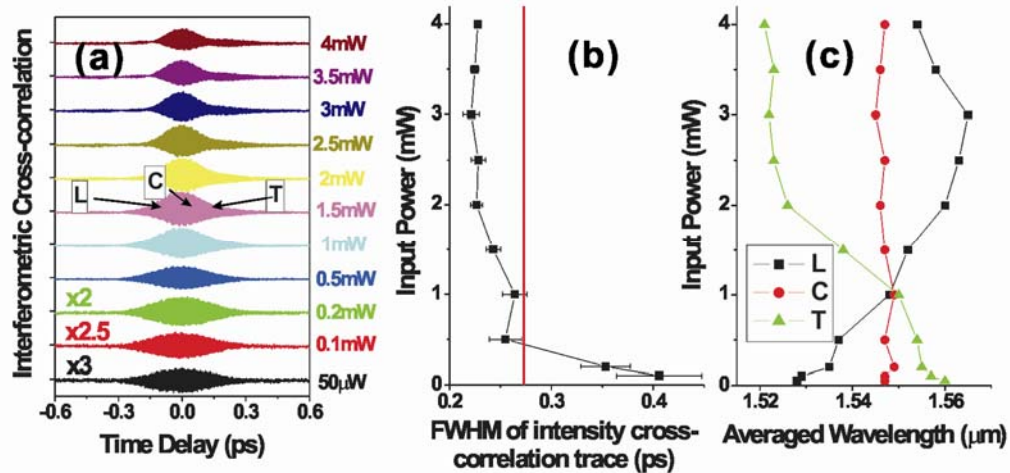 (a)
Interferometric Cross-correlation
4mW
3.5mW
3mW
2.5mW
2mW
1.5mW
1mW
0.5mW
0.2mW
0.1mW
50μW
L
C
T
x2
x2.5
x3
-0.6 -0.3 0.0 0.3 0.6
Time Delay (ps)
(b)
Input Power (mW)
4
3
2
1
0
0.2 0.3 0.4
FWHM of intensity cross-
correlation trace (ps)
(c)
Input Power (mW)
4
3
2
1
0
L
C
T
1.52 1.54 1.56
Averaged Wavelength (μm)